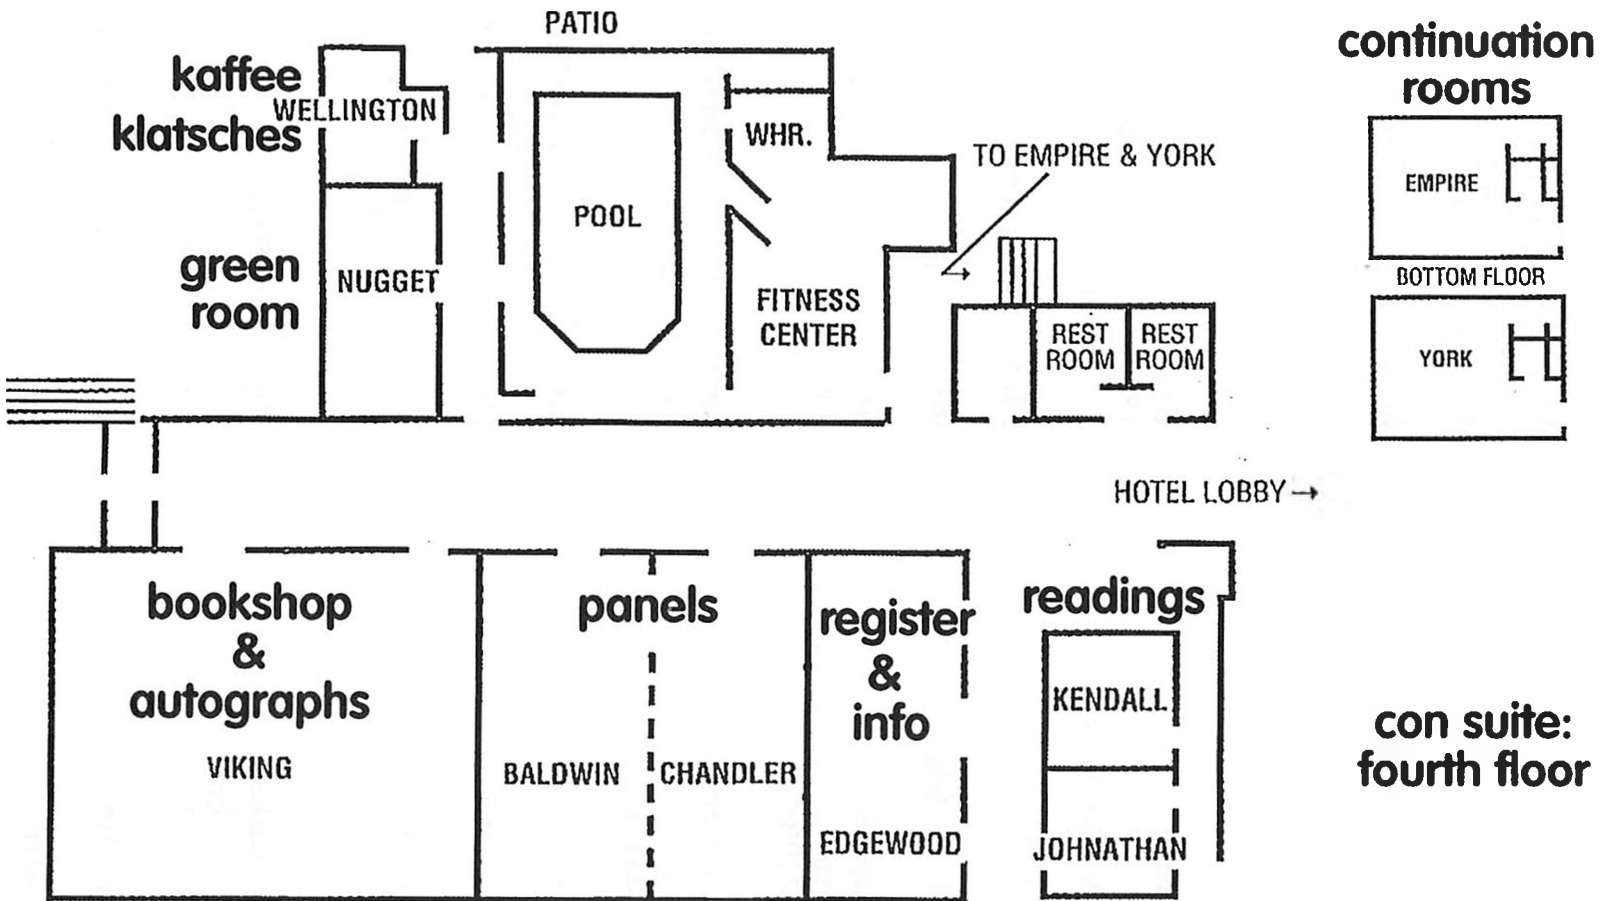 PATIO
kaffee
klatsches
WELLINGTON
green
room
NUGGET
POOL
WHR.
FITNESS
CENTER
TO EMPIRE & YORK
REST
ROOM
REST
ROOM
continuation
rooms
EMPIRE
BOTTOM FLOOR
YORK
HOTEL LOBBY →
bookshop
&
autographs
VIKING
panels
BALDWIN
CHANDLER
register
&
info
EDGEWOOD
readings
KENDALL
JOHNATHAN
con suite:
fourth floor